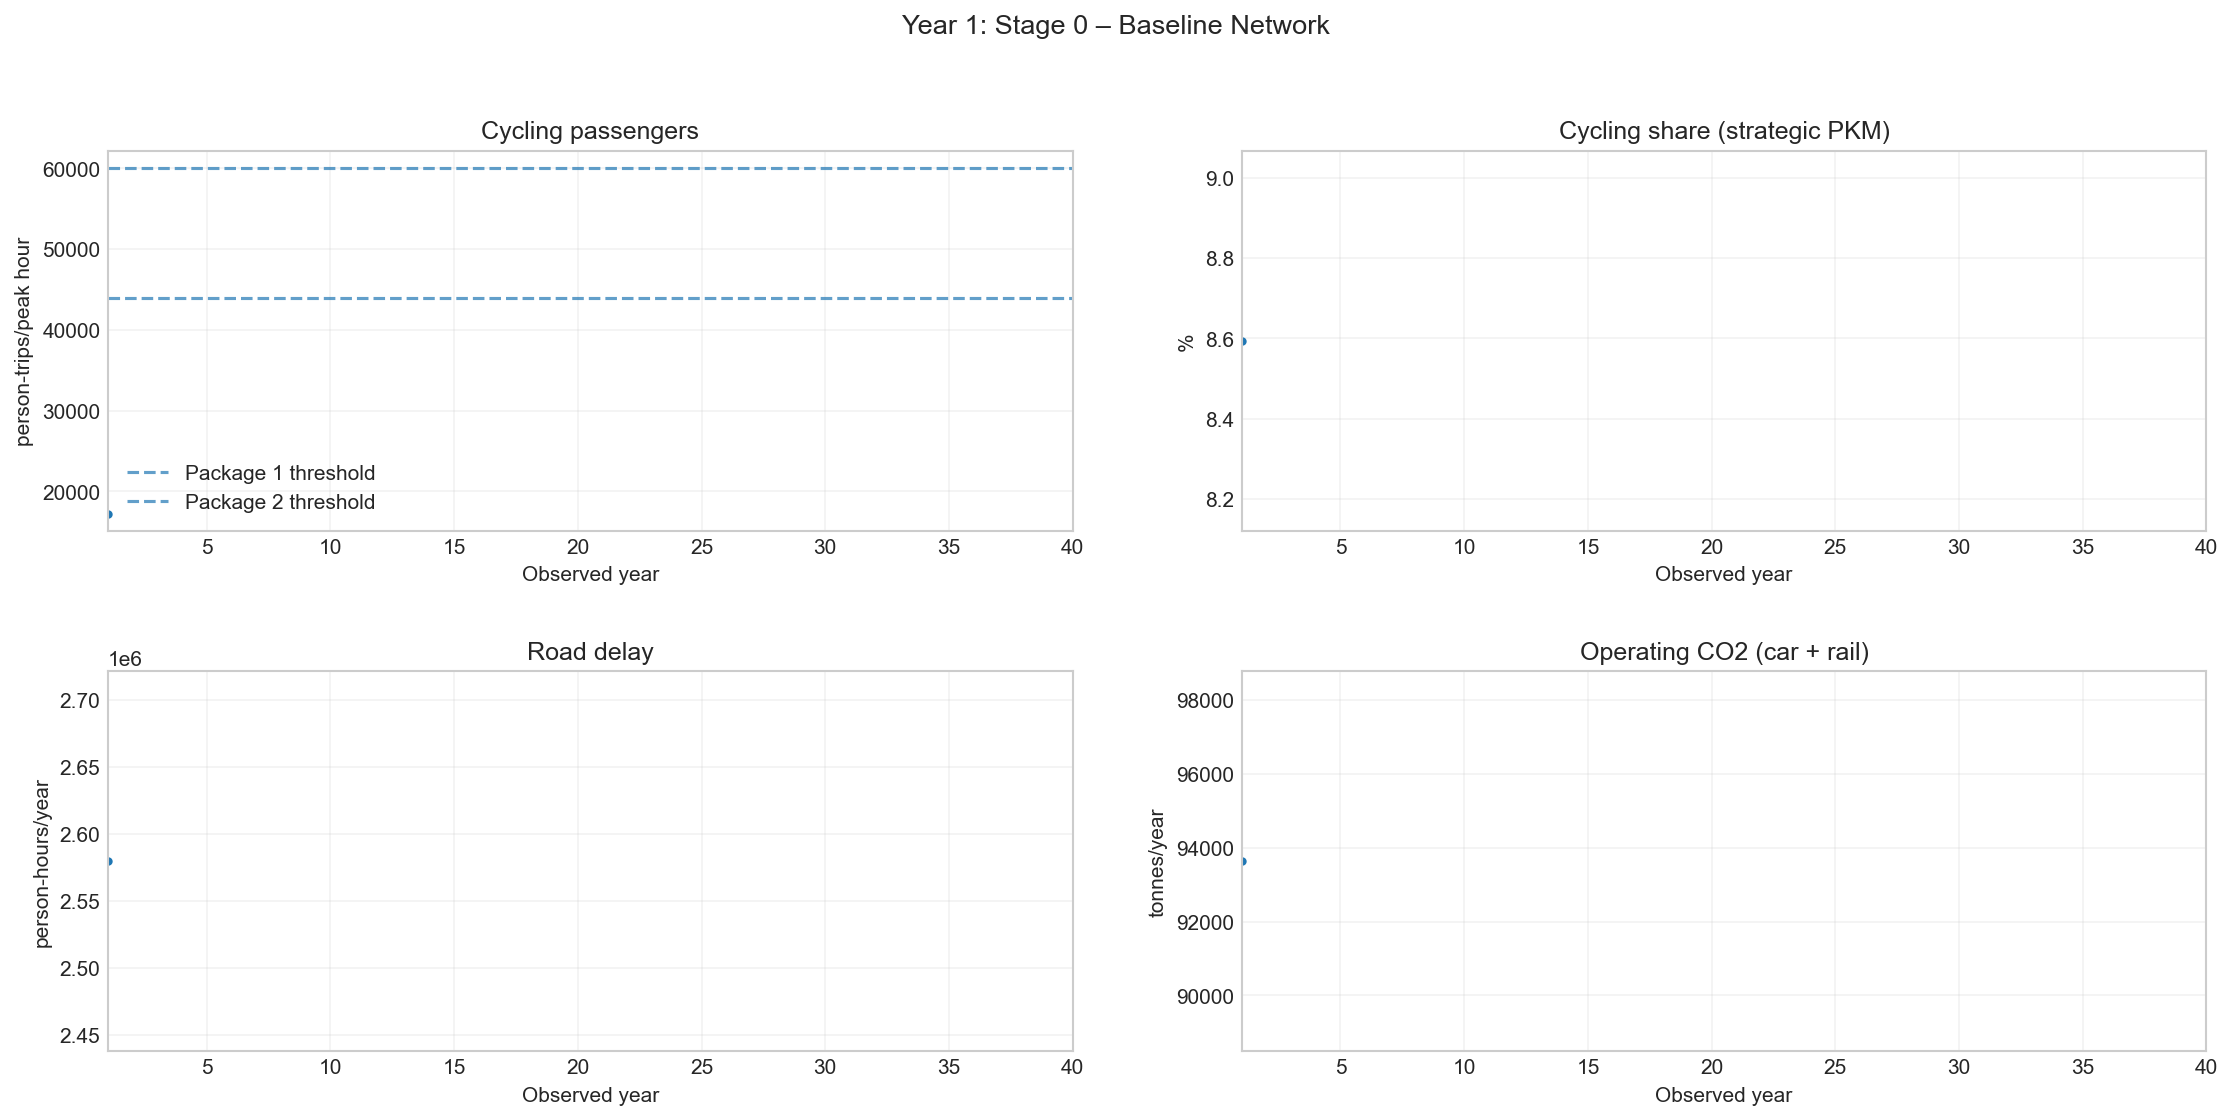 Year 1: Stage 0 – Baseline Network
Cycling passengers
person-trips/peak hour
60000
50000
40000
30000
20000
Package 1 threshold
Package 2 threshold
5 10 15 20 25 30 35 40
Observed year
Cycling share (strategic PKM)
%
9.0
8.8
8.6
8.4
8.2
5 10 15 20 25 30 35 40
Observed year
Road delay
1e6
person-hours/year
2.70
2.65
2.60
2.55
2.50
2.45
5 10 15 20 25 30 35 40
Observed year
Operating CO2 (car + rail)
tonnes/year
98000
96000
94000
92000
90000
5 10 15 20 25 30 35 40
Observed year